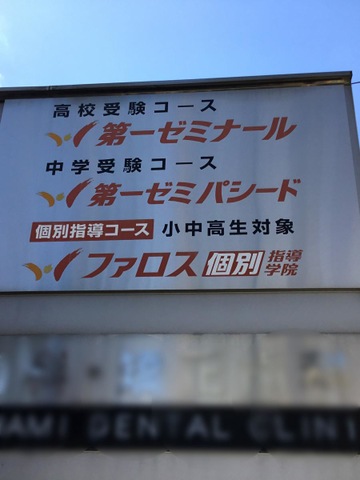 高校受験コース
第一ゼミナール
中学受験コース
第一ゼミパシード
個別指導コース 小中高生対象
ファロス個別指導学院
DENTAL CLINI